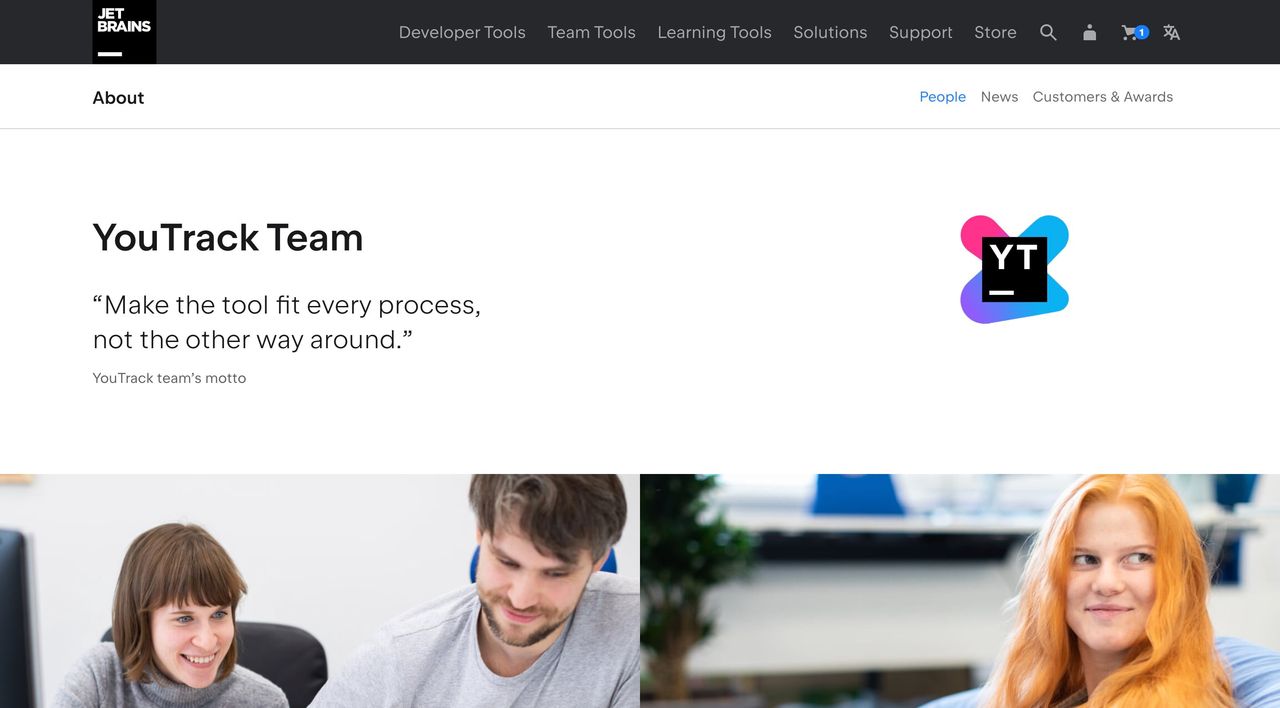 JET
BRAINS
Developer Tools
Team Tools
Learning Tools
Solutions
Support
Store
1
About
People
News
Customers & Awards
YouTrack Team
“Make the tool fit every process,
not the other way around.”
YouTrack team’s motto
YT